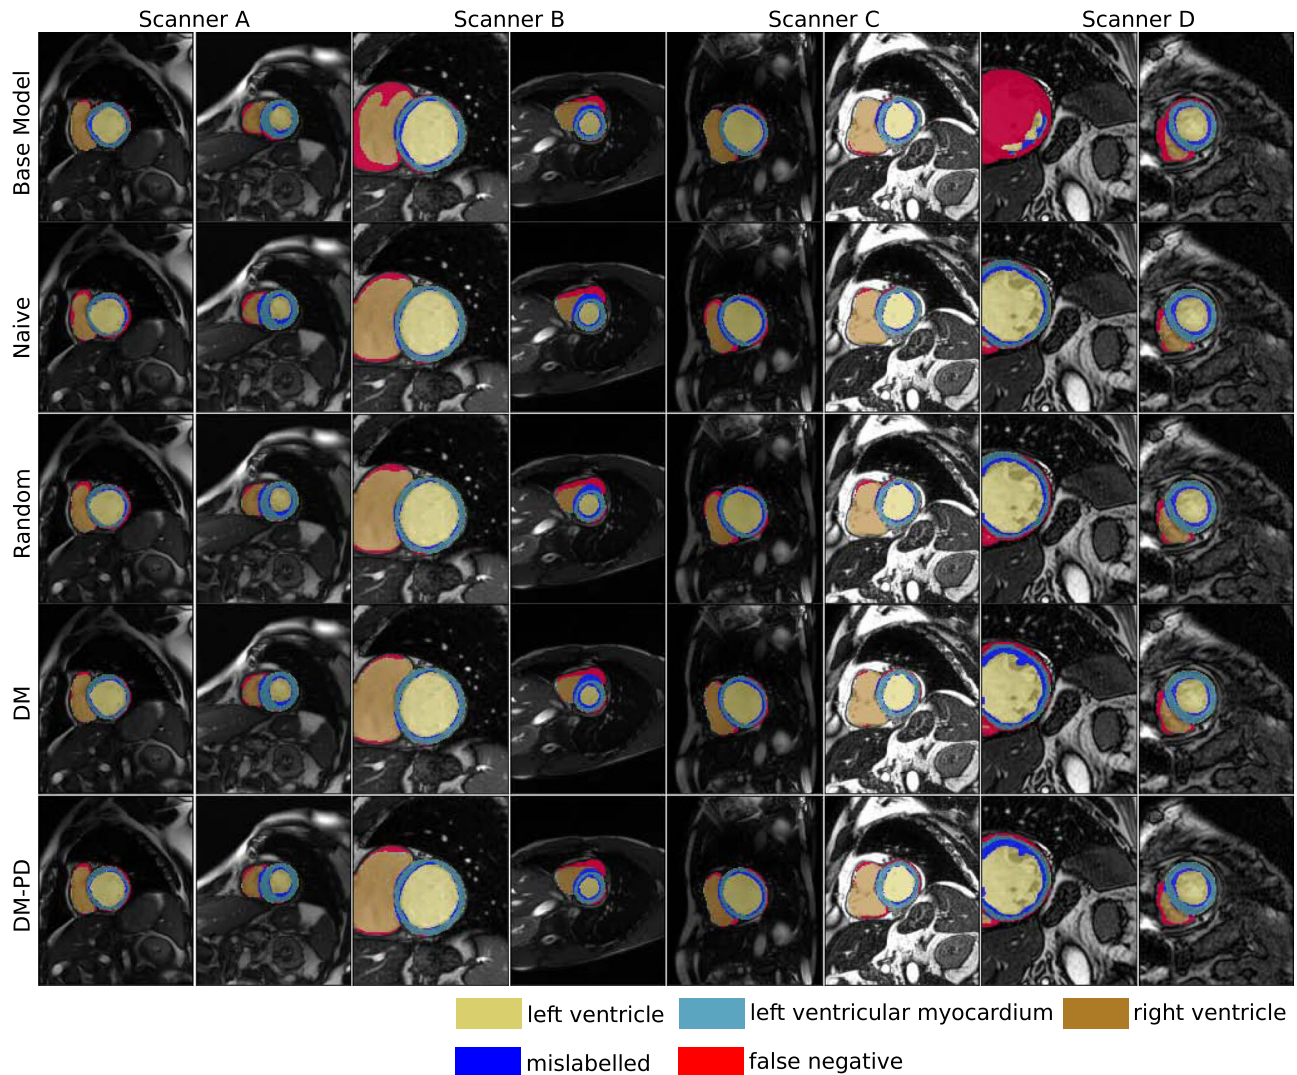 Scanner A Scanner B Scanner C Scanner D
Base Model
Naive
Random
DM
DM-PD
left ventricle left ventricular myocardium right ventricle
mislabelled false negative